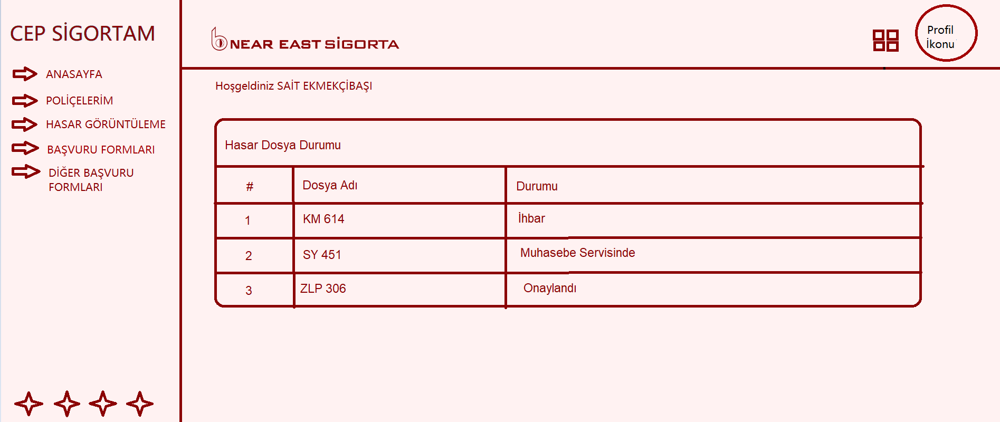 CEP SİGORTAM
ANASAYFA
POLİÇELERİM
HASAR GÖRÜNTÜLEME
BAŞVURU FORMLARI
DİĞER BAŞVURU
FORMLARI
NEAR EAST SİGORTA
Profil
İkonu
Hoşgeldiniz SAİT EKMEKÇİBAŞI
Hasar Dosya Durumu
# Dosya Adı Durumu
1 KM 614 İhbar
2 SY 451 Muhasebe Servisinde
3 ZLP 306 Onaylandı